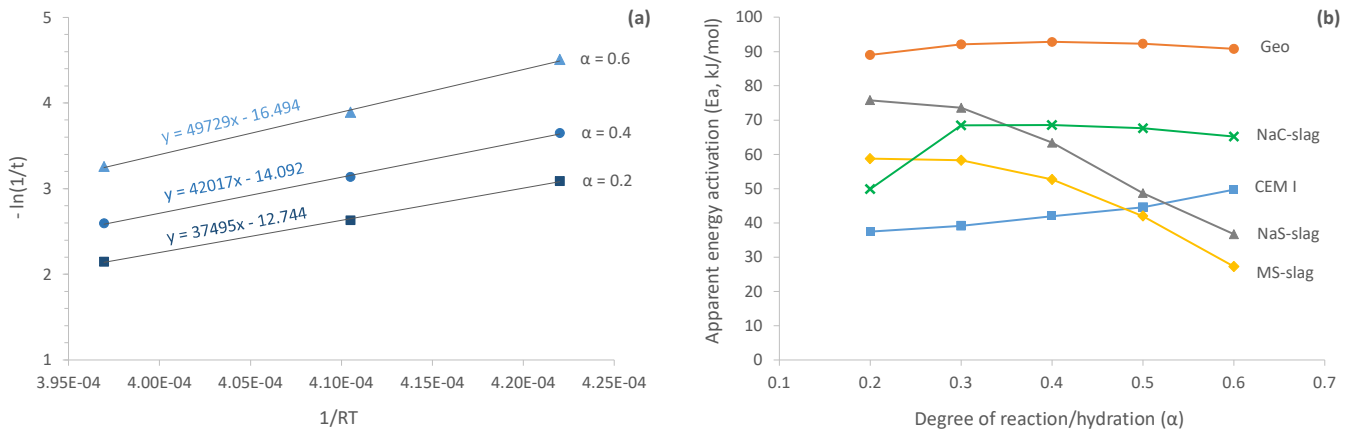 (a)
- ln(1/t)
5
4
3
2
1
3.95E-04
4.00E-04
4.05E-04
4.10E-04
4.15E-04
4.20E-04
4.25E-04
1/RT
y = 49729x - 16.494
y = 42017x - 14.092
y = 37495x - 12.744
α = 0.6
α = 0.4
α = 0.2
(b)
Apparent energy activation (Ea, kJ/mol)
100
90
80
70
60
50
40
30
20
10
0
0.1
0.2
0.3
0.4
0.5
0.6
0.7
Degree of reaction/hydration (α)
Geo
NaC-slag
CEM I
NaS-slag
MS-slag